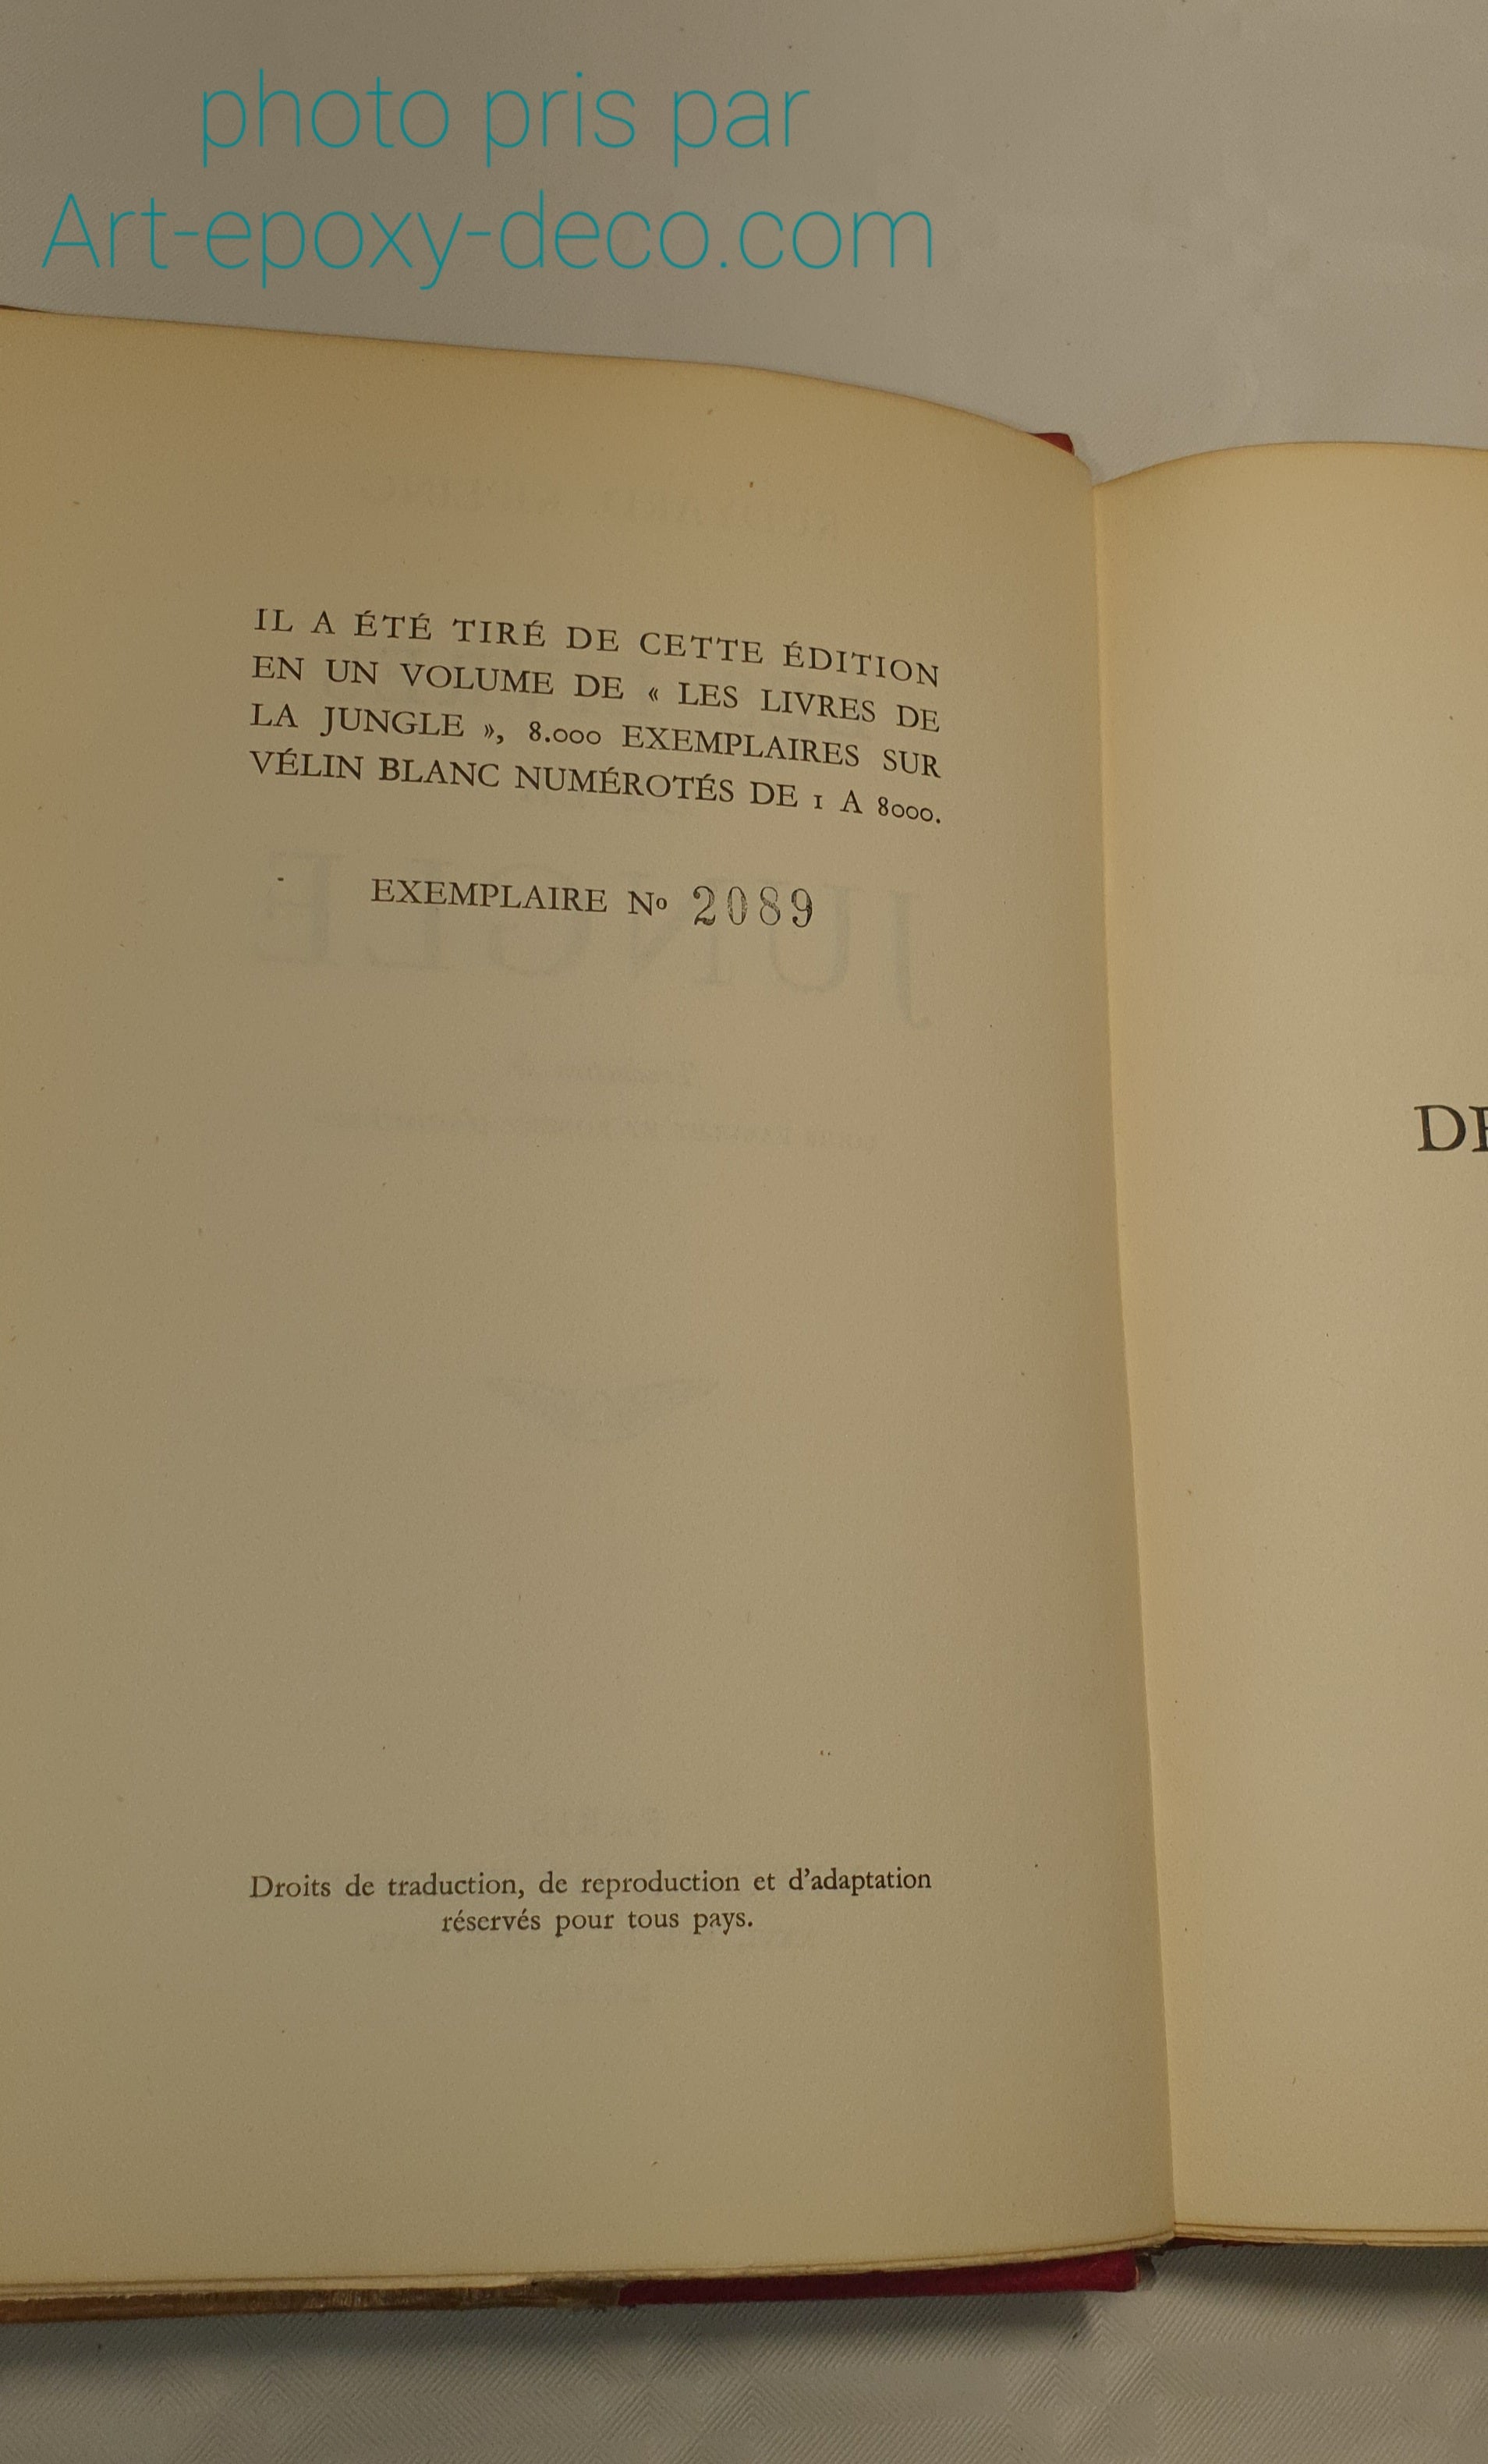 photo pris par
Art-epoxy-deco.com
IL A ÉTÉ TIRÉ DE CETTE ÉDITION
EN UN VOLUME DE « LES LIVRES DE
LA JUNGLE », 8.000 EXEMPLAIRES SUR
VÉLIN BLANC NUMÉROTÉS DE 1 A 8000.
EXEMPLAIRE Nº 2089
JUNGLE
Droits de traduction, de reproduction et d’adaptation
réservés pour tous pays.